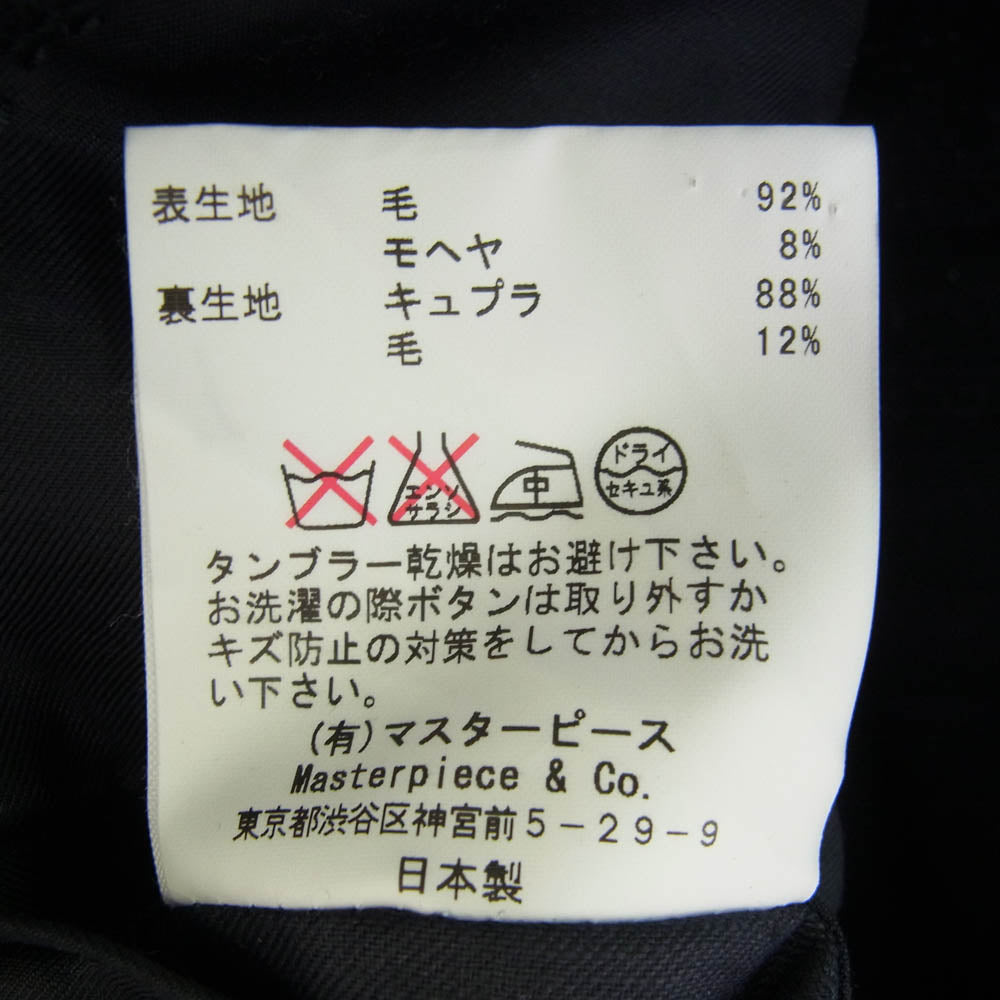 表生地 毛 92%
モヘヤ 8%
裏生地 キュプラ 88%
毛 12%
エンソ
サラシ
中
ドライ
セキユ系
タンブラー乾燥はお避け下さい。
お洗濯の際ボタンは取り外すか
キズ防止の対策をしてからお洗
い下さい。
(有)マスターピース
Masterpiece & Co.
東京都渋谷区神宮前5-29-9
日本製